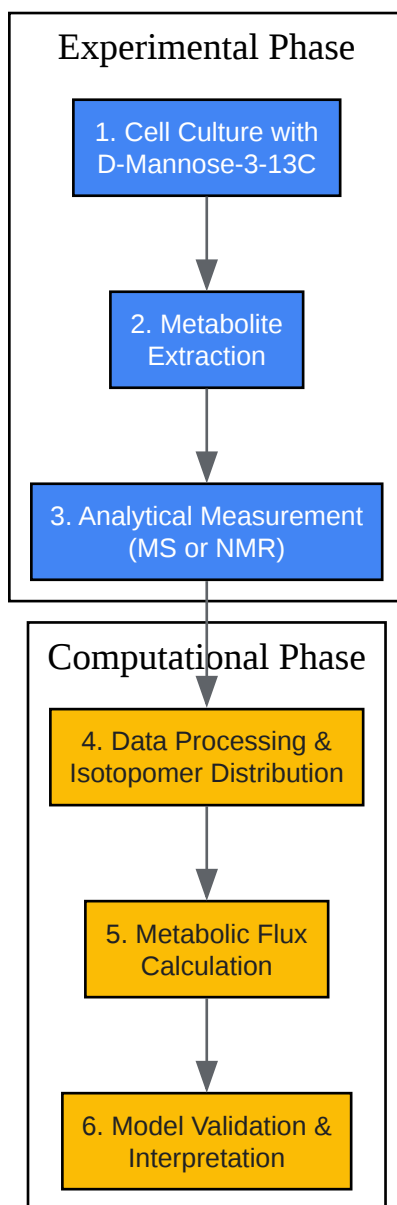 Experimental Phase
1. Cell Culture with
D-Mannose-3-13C
2. Metabolite
Extraction
3. Analytical Measurement
(MS or NMR)
Computational Phase
4. Data Processing &
Isotopomer Distribution
5. Metabolic Flux
Calculation
6. Model Validation &
Interpretation